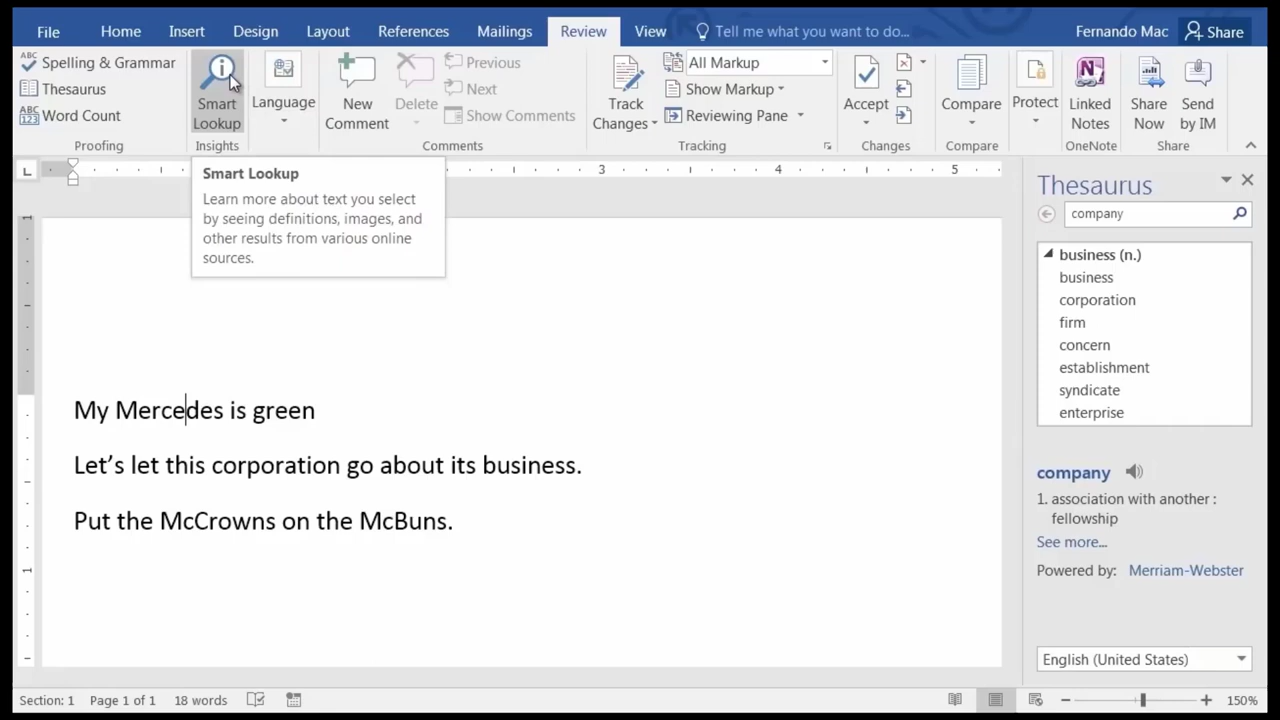 File Home Insert Design Layout References Mailings Review View Tell me what you want to do... Fernando Mac Share
ABC Spelling & Grammar
Thesaurus
ABC 123 Word Count
Proofing
Smart
Lookup
Insights
Language
New
Comment
Delete
Previous
Next
Show Comments
Comments
Track
Changes
All Markup
Show Markup
Reviewing Pane
Tracking
Accept
Changes
Compare
Compare
Protect
Linked
Notes
OneNote
Share
Now
Send
by IM
Share
3 4 5
Smart Lookup
Learn more about text you select
by seeing definitions, images, and
other results from various online
sources.
1
1
My Mercedes is green
Let's let this corporation go about its business.
Put the McCrowns on the McBuns.
Thesaurus
company
business (n.)
business
corporation
firm
concern
establishment
syndicate
enterprise
company
1. association with another :
fellowship
See more...
Powered by: Merriam-Webster
English (United States)
Section: 1 Page 1 of 1 18 words 150%